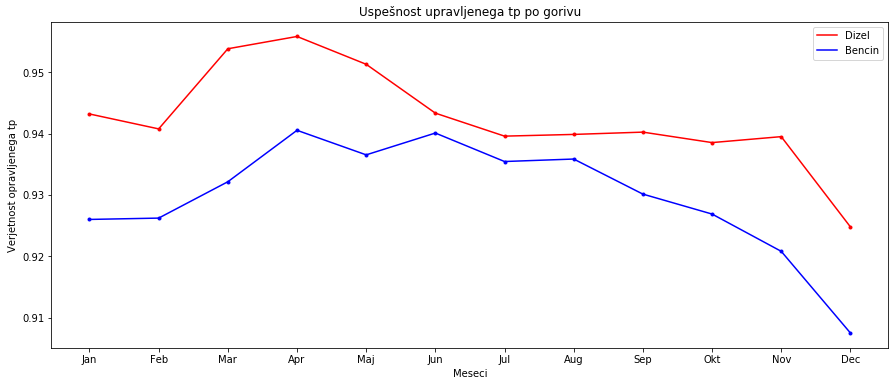 Uspešnost upravljenega tp po gorivu
Dizel
Bencin
Verjetnost opravljenega tp
0.95
0.94
0.93
0.92
0.91
Jan Feb Mar Apr Maj Jun Jul Aug Sep Okt Nov Dec
Meseci